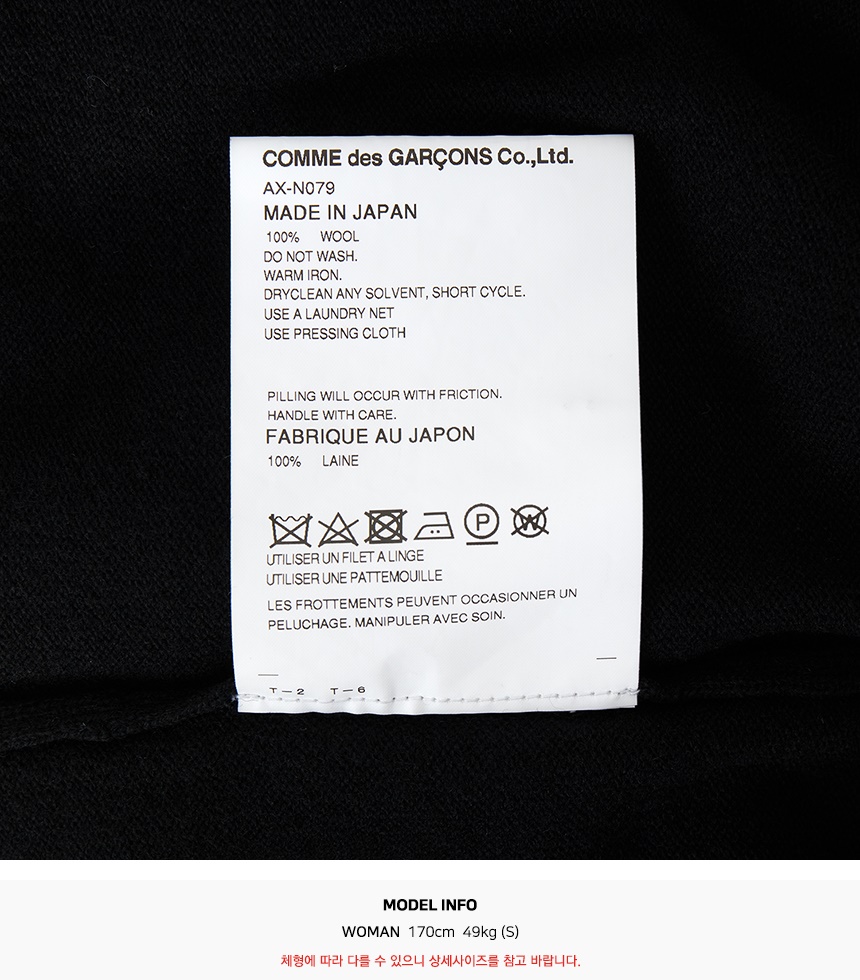 COMME des GARÇONS Co.,Ltd.
AX-N079
MADE IN JAPAN
100% WOOL
DO NOT WASH.
WARM IRON.
DRYCLEAN ANY SOLVENT, SHORT CYCLE.
USE A LAUNDRY NET
USE PRESSING CLOTH
PILLING WILL OCCUR WITH FRICTION.
HANDLE WITH CARE.
FABRIQUE AU JAPON
100% LAINE
P W
UTILISER UN FILET A LINGE
UTILISER UNE PATTEMOUILLE
LES FROTTEMENTS PEUVENT OCCASIONNER UN
PELUCHAGE. MANIPULER AVEC SOIN.
T-2 T-6
MODEL INFO
WOMAN 170cm 49kg (S)
체형에 따라 다를 수 있으니 상세사이즈를 참고 바랍니다.